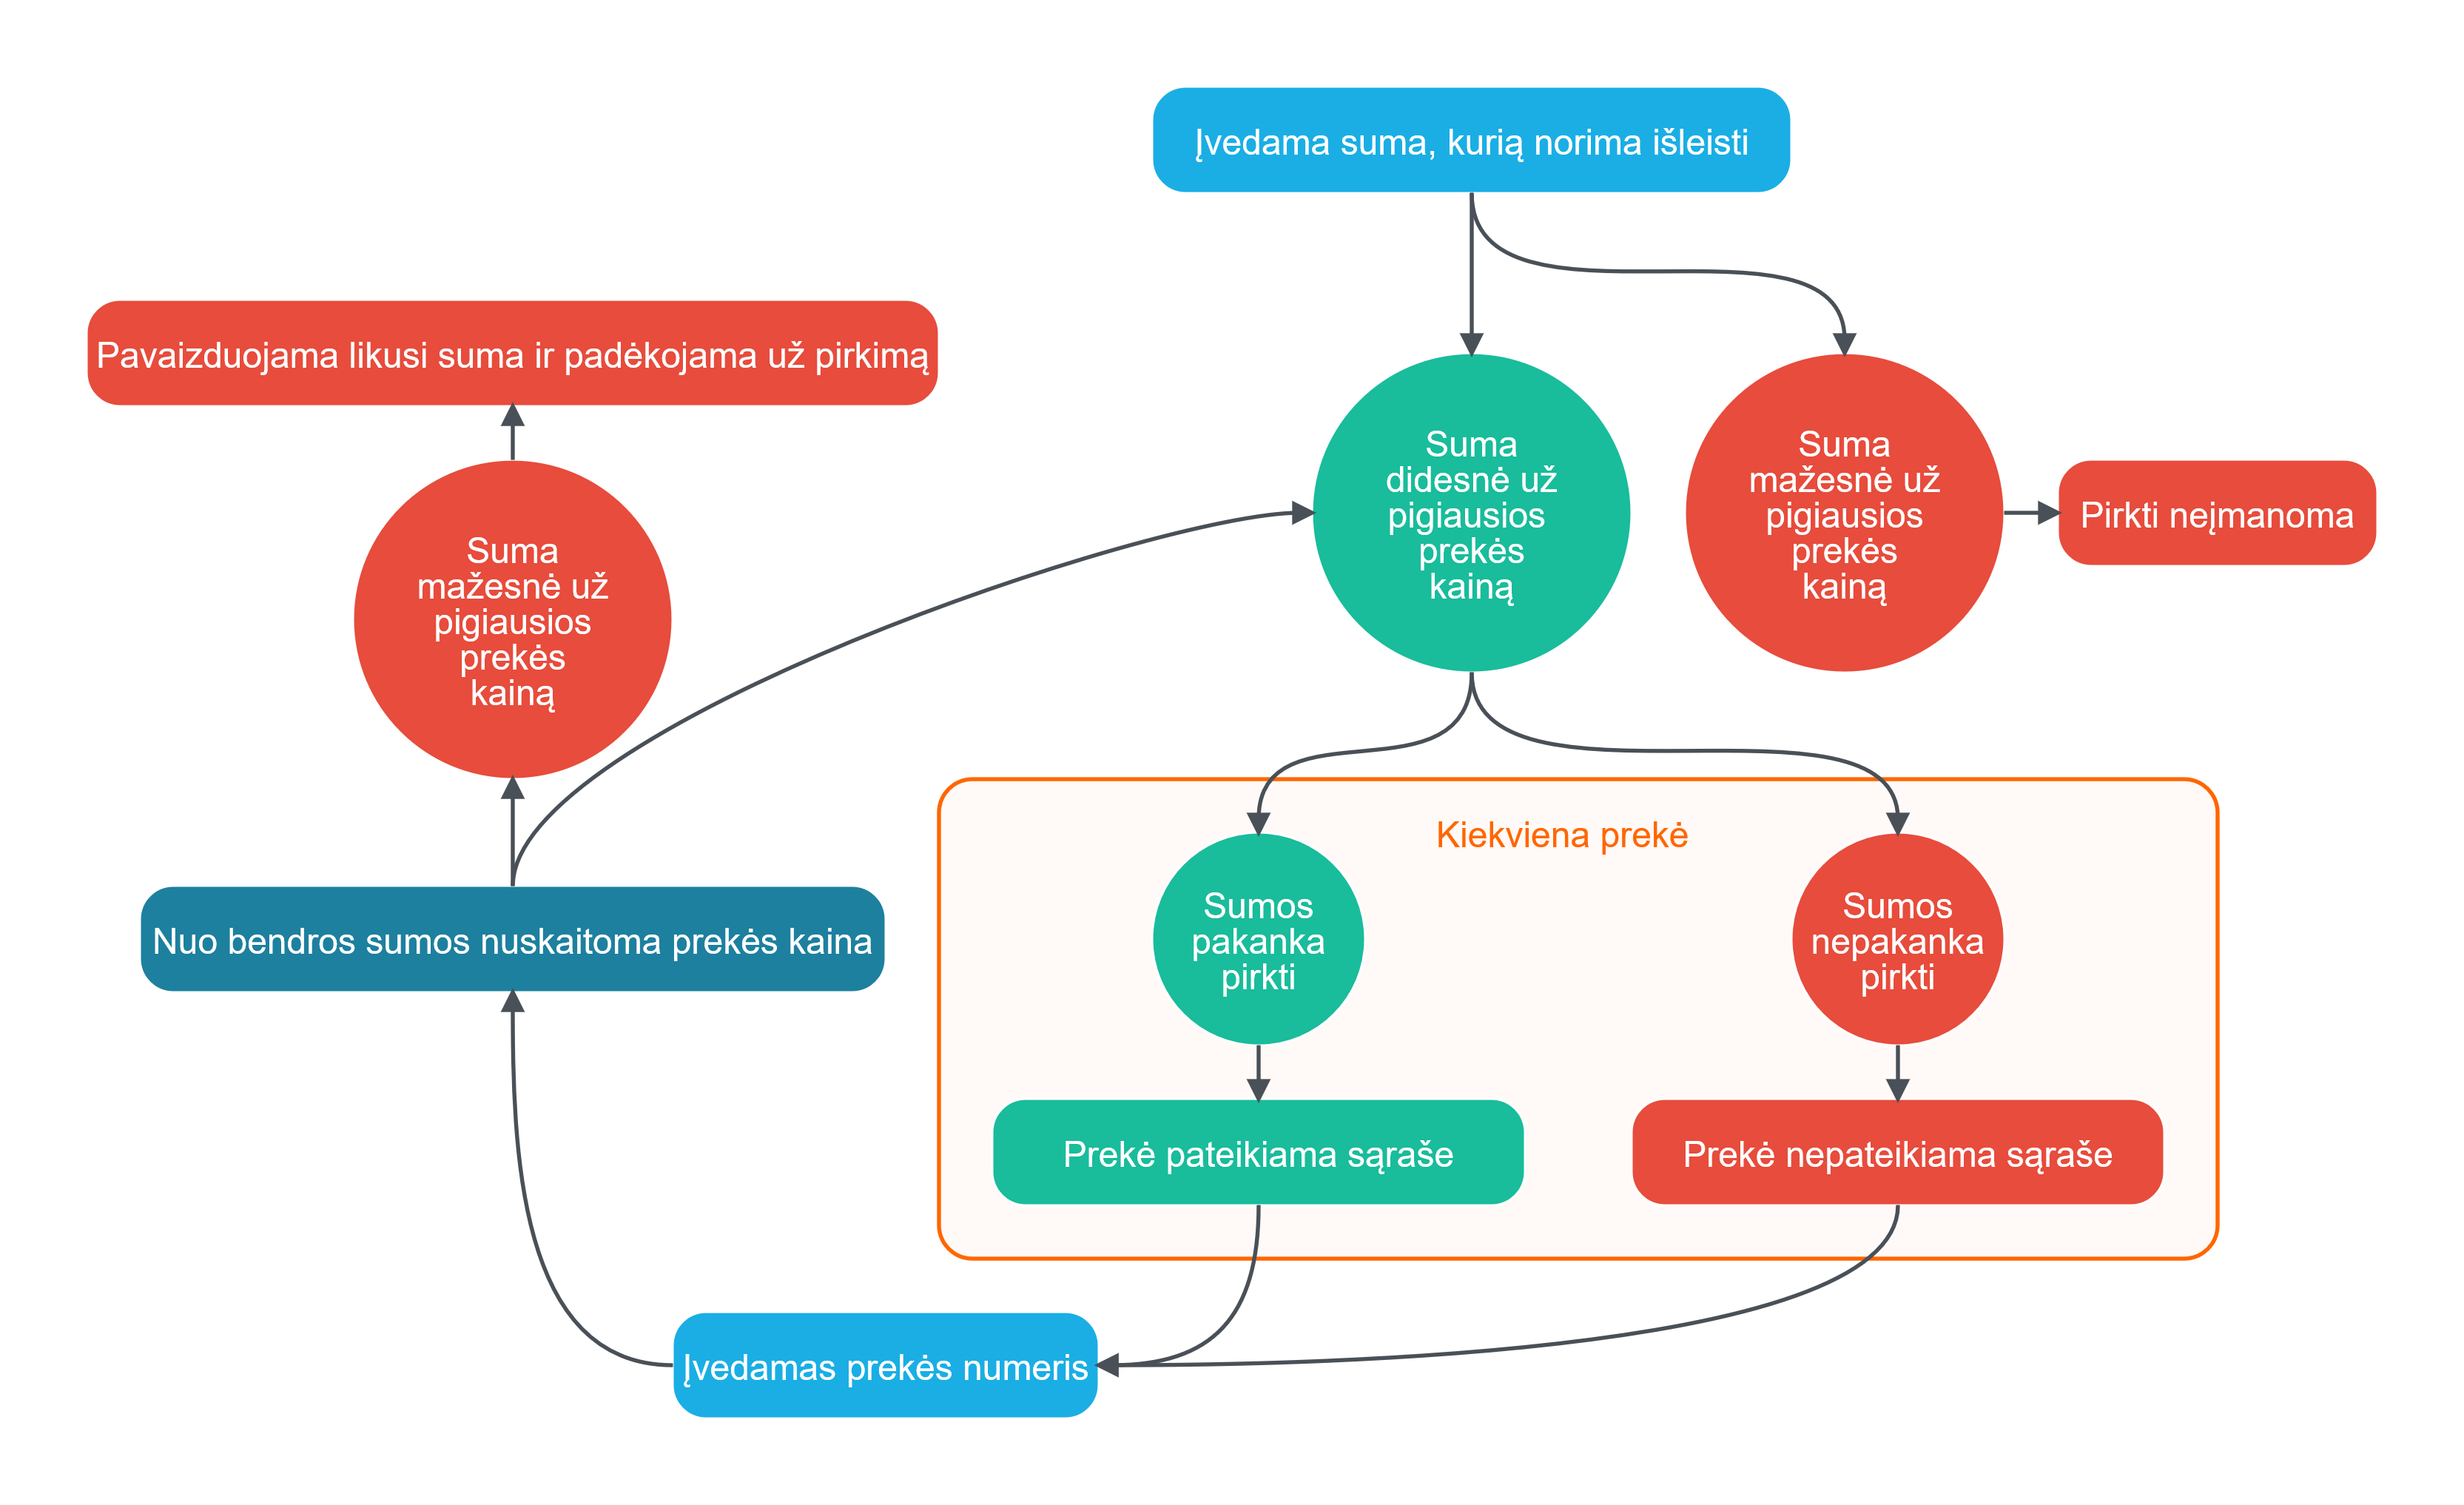 Įvedama suma, kurią norima išleisti
Pavaizduojama likusi suma ir padėkojama už pirkimą
Suma
didesnė už
pigiausios
prekės
kainą
Suma
mažesnė už
pigiausios
prekės
kainą
Pirkti neįmanoma
Suma
mažesnė už
pigiausios
prekės
kainą
Kiekviena prekė
Nuo bendros sumos nuskaitoma prekės kaina
Sumos
pakanka
pirkti
Sumos
nepakanka
pirkti
Prekė pateikiama sąraše
Prekė nepateikiama sąraše
Įvedamas prekės numeris